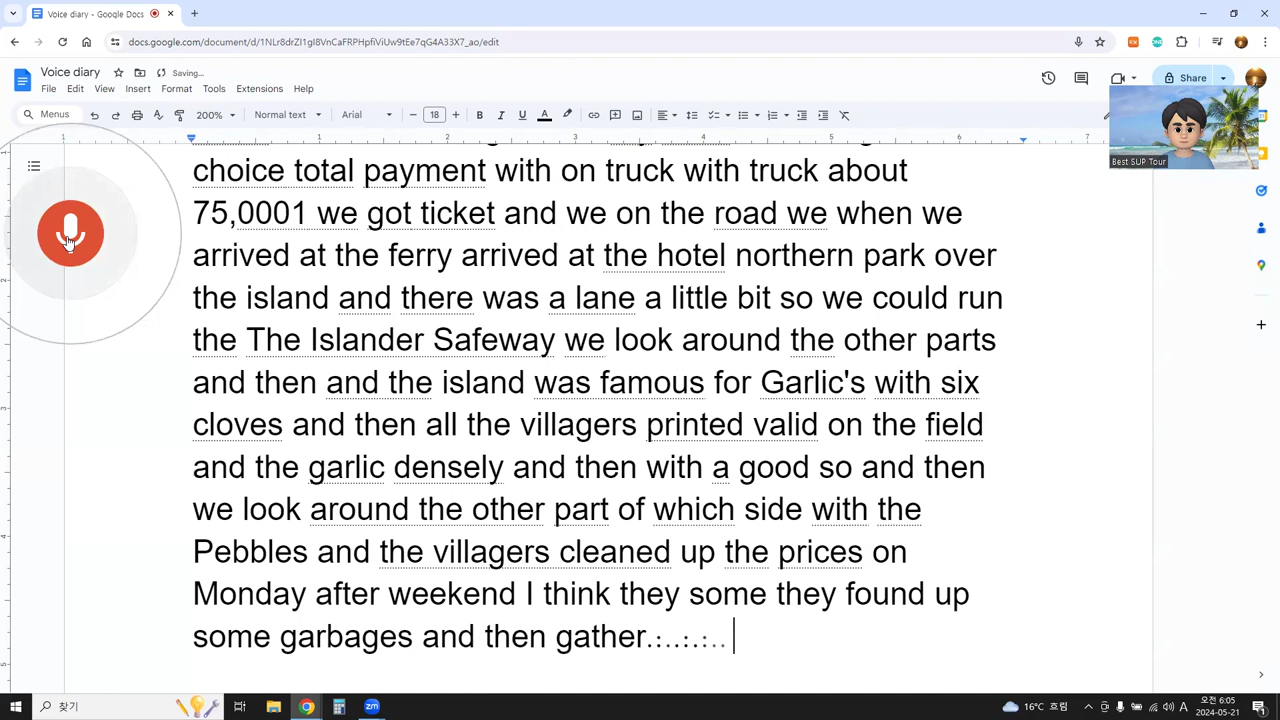 Voice diary - Google Docs
docs.google.com/document/d/1NLr8drZI1gI8VnCaFRPHpfiViUw9tEe7qG4A33X7_ao/edit
Voice diary
Saving...
File Edit View Insert Format Tools Extensions Help
Share
Menus
200%
Normal text
Arial
18
1 1 2 3 4 5 6 7
Best SUP Tour
choice total payment with on truck with truck about
75,0001 we got ticket and we on the road we when we
arrived at the ferry arrived at the hotel northern park over
the island and there was a lane a little bit so we could run
the The Islander Safeway we look around the other parts
and then and the island was famous for Garlic's with six
cloves and then all the villagers printed valid on the field
and the garlic densely and then with a good so and then
we look around the other part of which side with the
Pebbles and the villagers cleaned up the prices on
Monday after weekend I think they some they found up
some garbages and then gather.:..:.:..
찾기
16°C 흐림
A
오전 6:05
2024-05-21